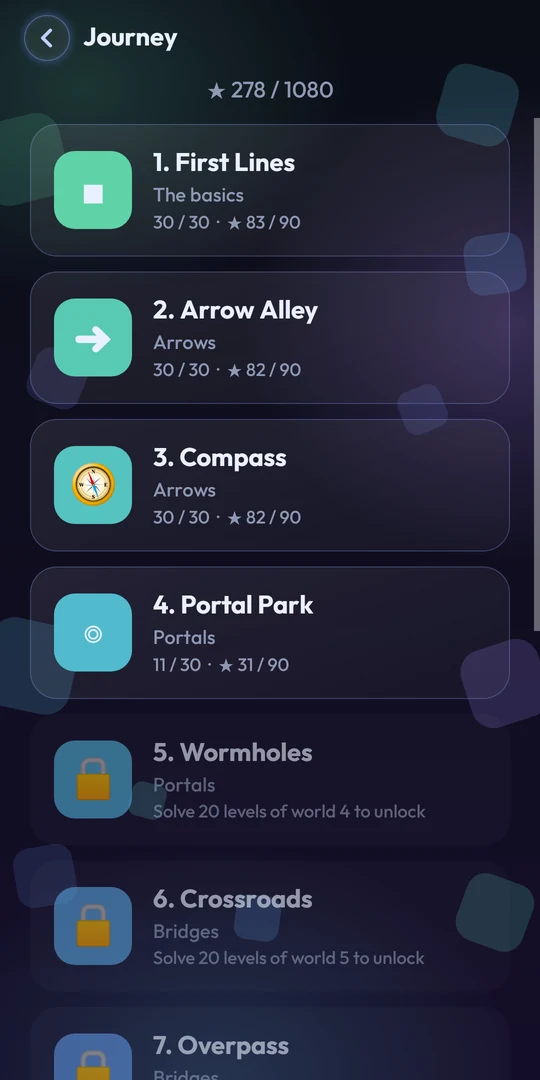 Journey
★ 278 / 1080
1. First Lines
The basics
30 / 30 · ★ 83 / 90
2. Arrow Alley
Arrows
30 / 30 · ★ 82 / 90
3. Compass
Arrows
30 / 30 · ★ 82 / 90
4. Portal Park
Portals
11 / 30 · ★ 31 / 90
5. Wormholes
Portals
Solve 20 levels of world 4 to unlock
6. Crossroads
Bridges
Solve 20 levels of world 5 to unlock
7. Overpass
Bridges